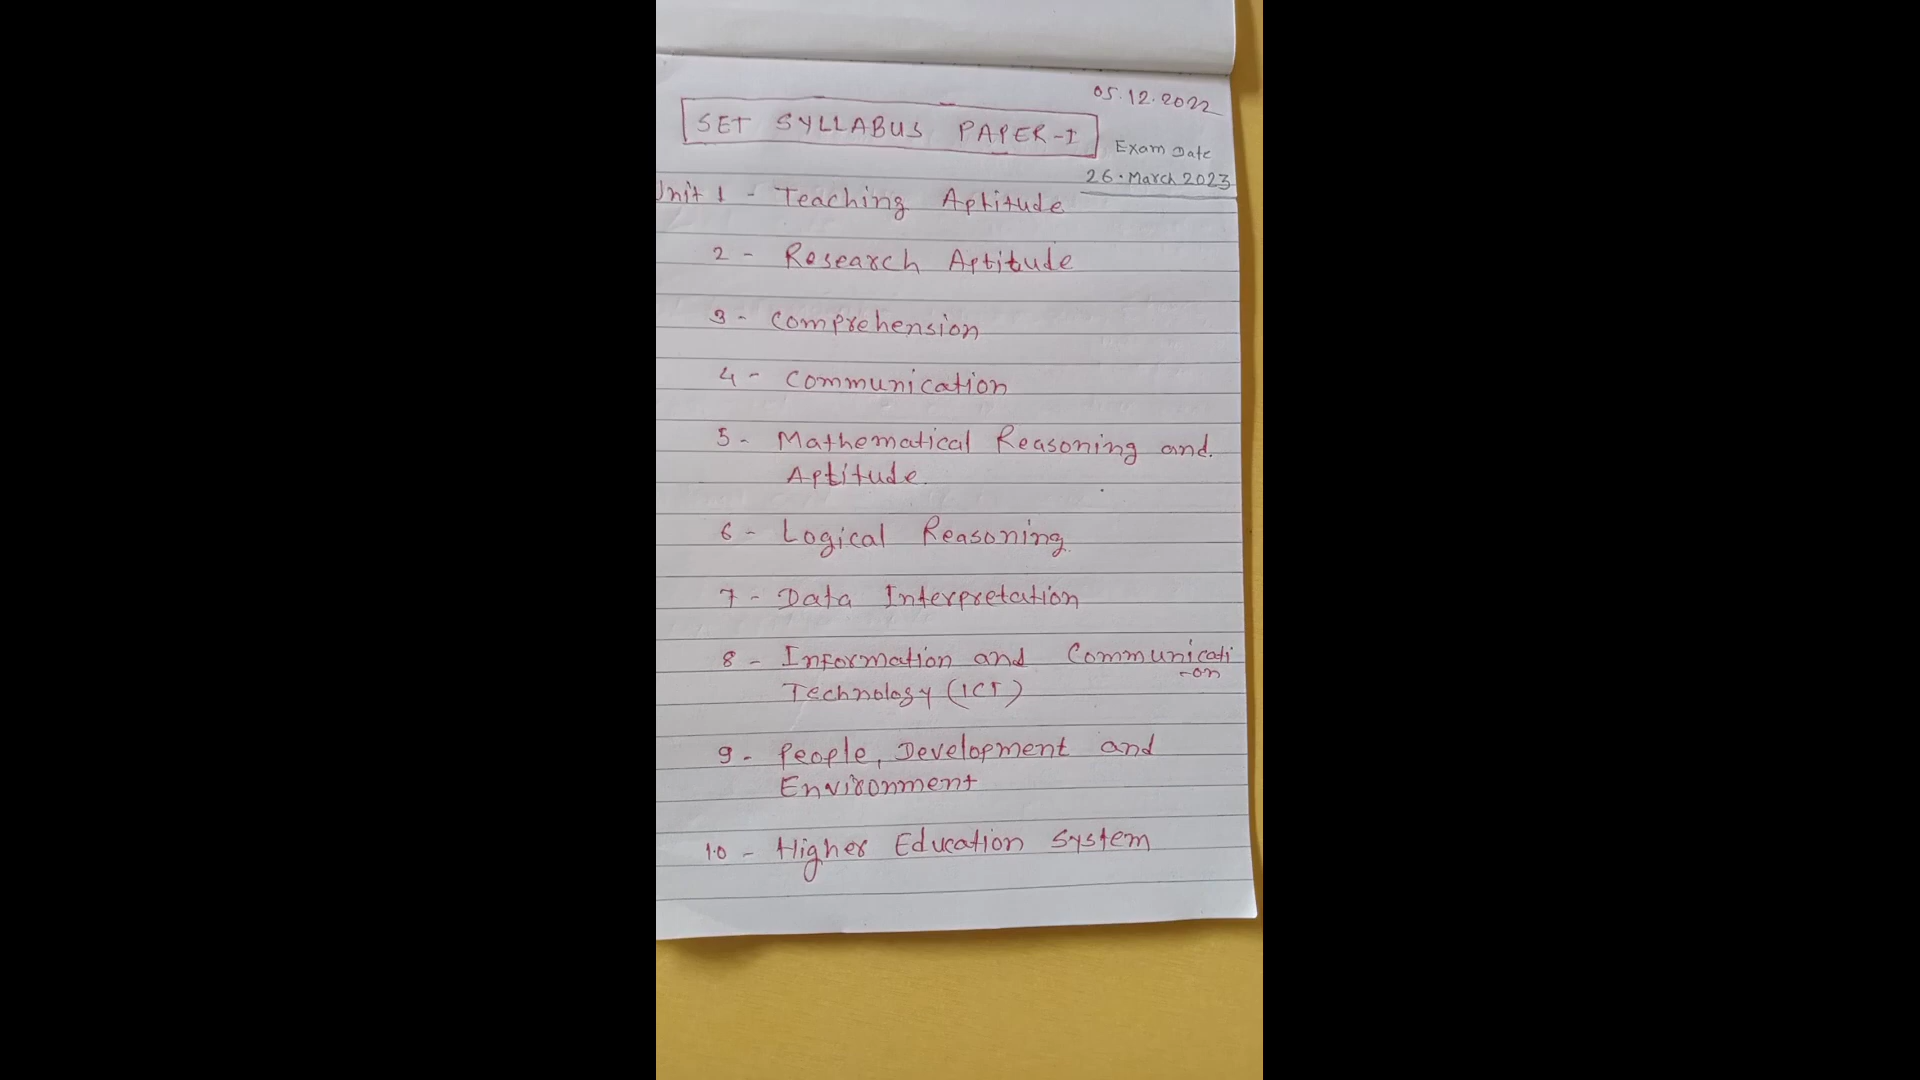 05.12.2022
SET SYLLABUS PAPER-I
Exam Date
26.March 2023
Unit 1 - Teaching Aptitude
2 - Research Aptitude
3 - Comprehension
4 - Communication
5 - Mathematical Reasoning and
Aptitude.
6 - Logical Reasoning
7 - Data Interpretation
8 - Information and Communicati
-on
Technology (ICT)
9 - People, Development and
Environment
10 - Higher Education System